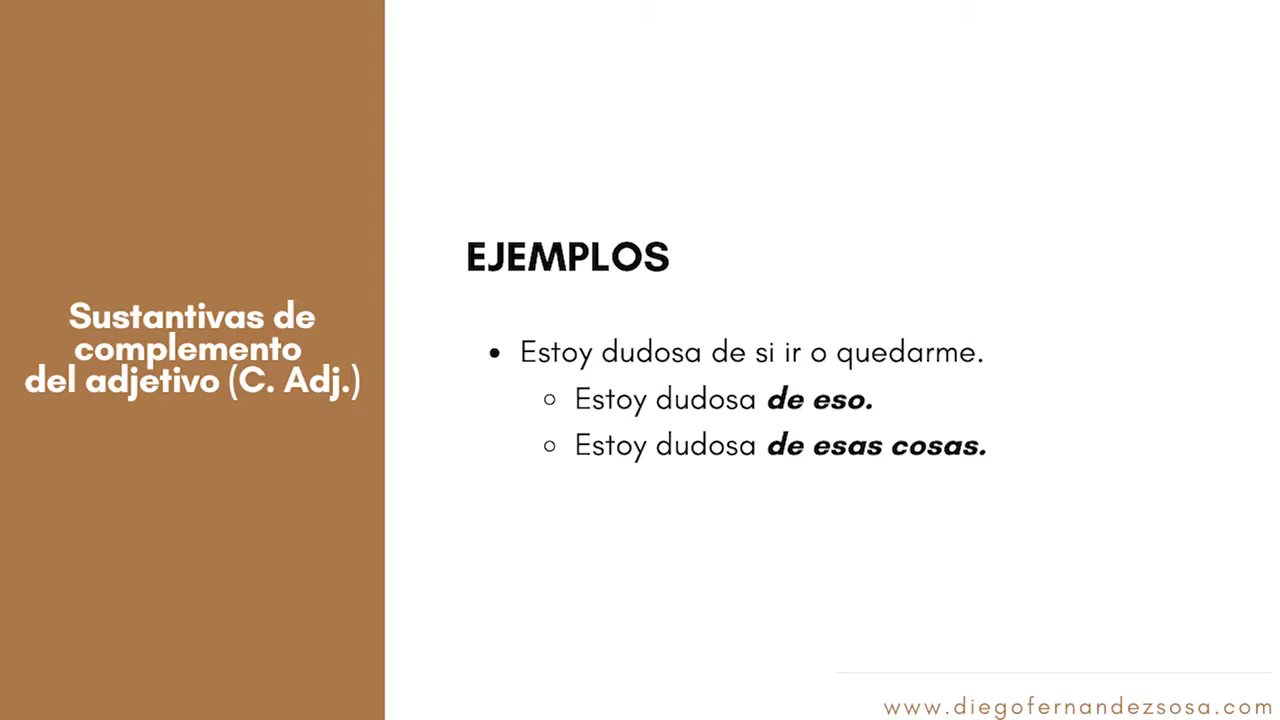 Sustantivas de
complemento
del adjetivo (C. Adj.)
EJEMPLOS
• Estoy dudosa de si ir o quedarme.
◦ Estoy dudosa de eso.
◦ Estoy dudosa de esas cosas.
www.diegofernandezsosa.com